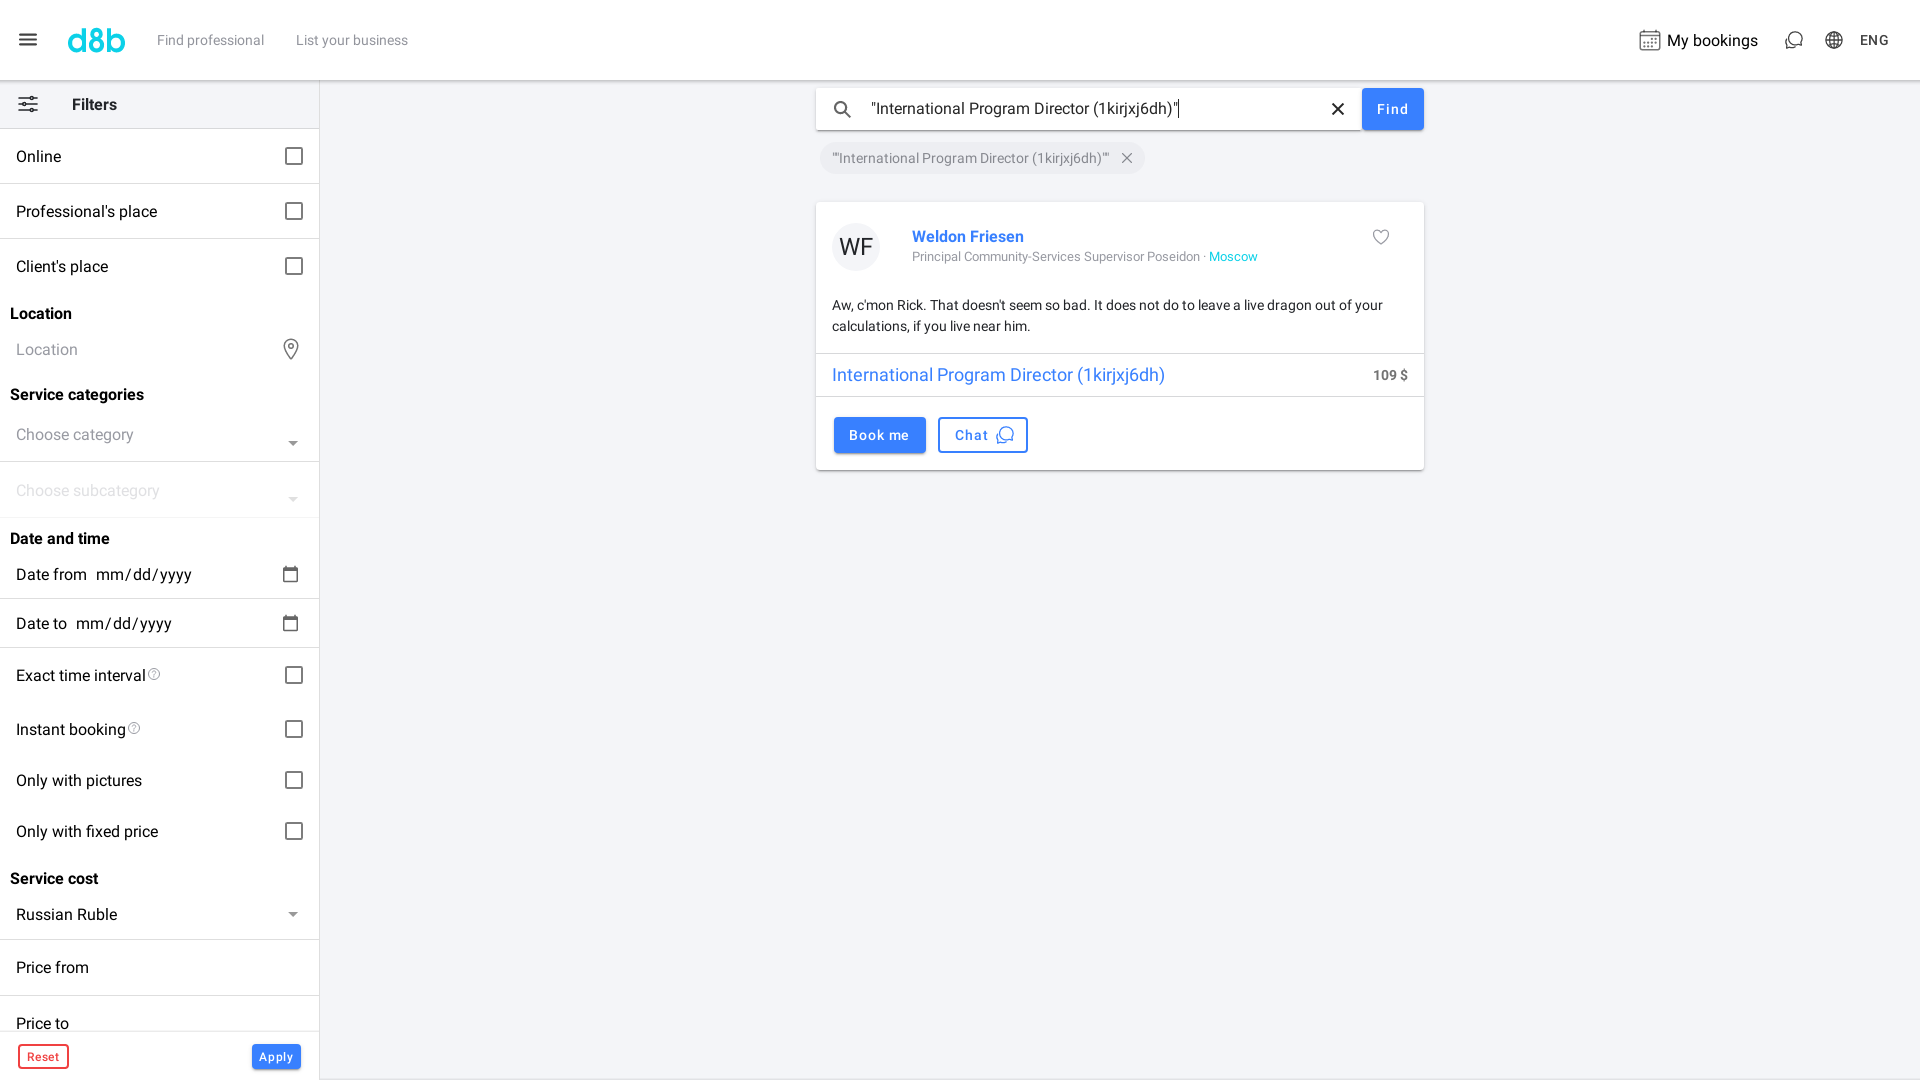 d8b
Find professional
List your business
My bookings
ENG
Filters
Online
Professional's place
Client's place
Location
Location
Service categories
Choose category
Choose subcategory
Date and time
Date from mm/dd/yyyy
Date to mm/dd/yyyy
Exact time interval
Instant booking
Only with pictures
Only with fixed price
Service cost
Russian Ruble
Price from
Price to
Reset
Apply
"International Program Director (1kirjxj6dh)"
Find
""International Program Director (1kirjxj6dh)""
WF
Weldon Friesen
Principal Community-Services Supervisor Poseidon · Moscow
Aw, c'mon Rick. That doesn't seem so bad. It does not do to leave a live dragon out of your
calculations, if you live near him.
International Program Director (1kirjxj6dh)
109 $
Book me
Chat